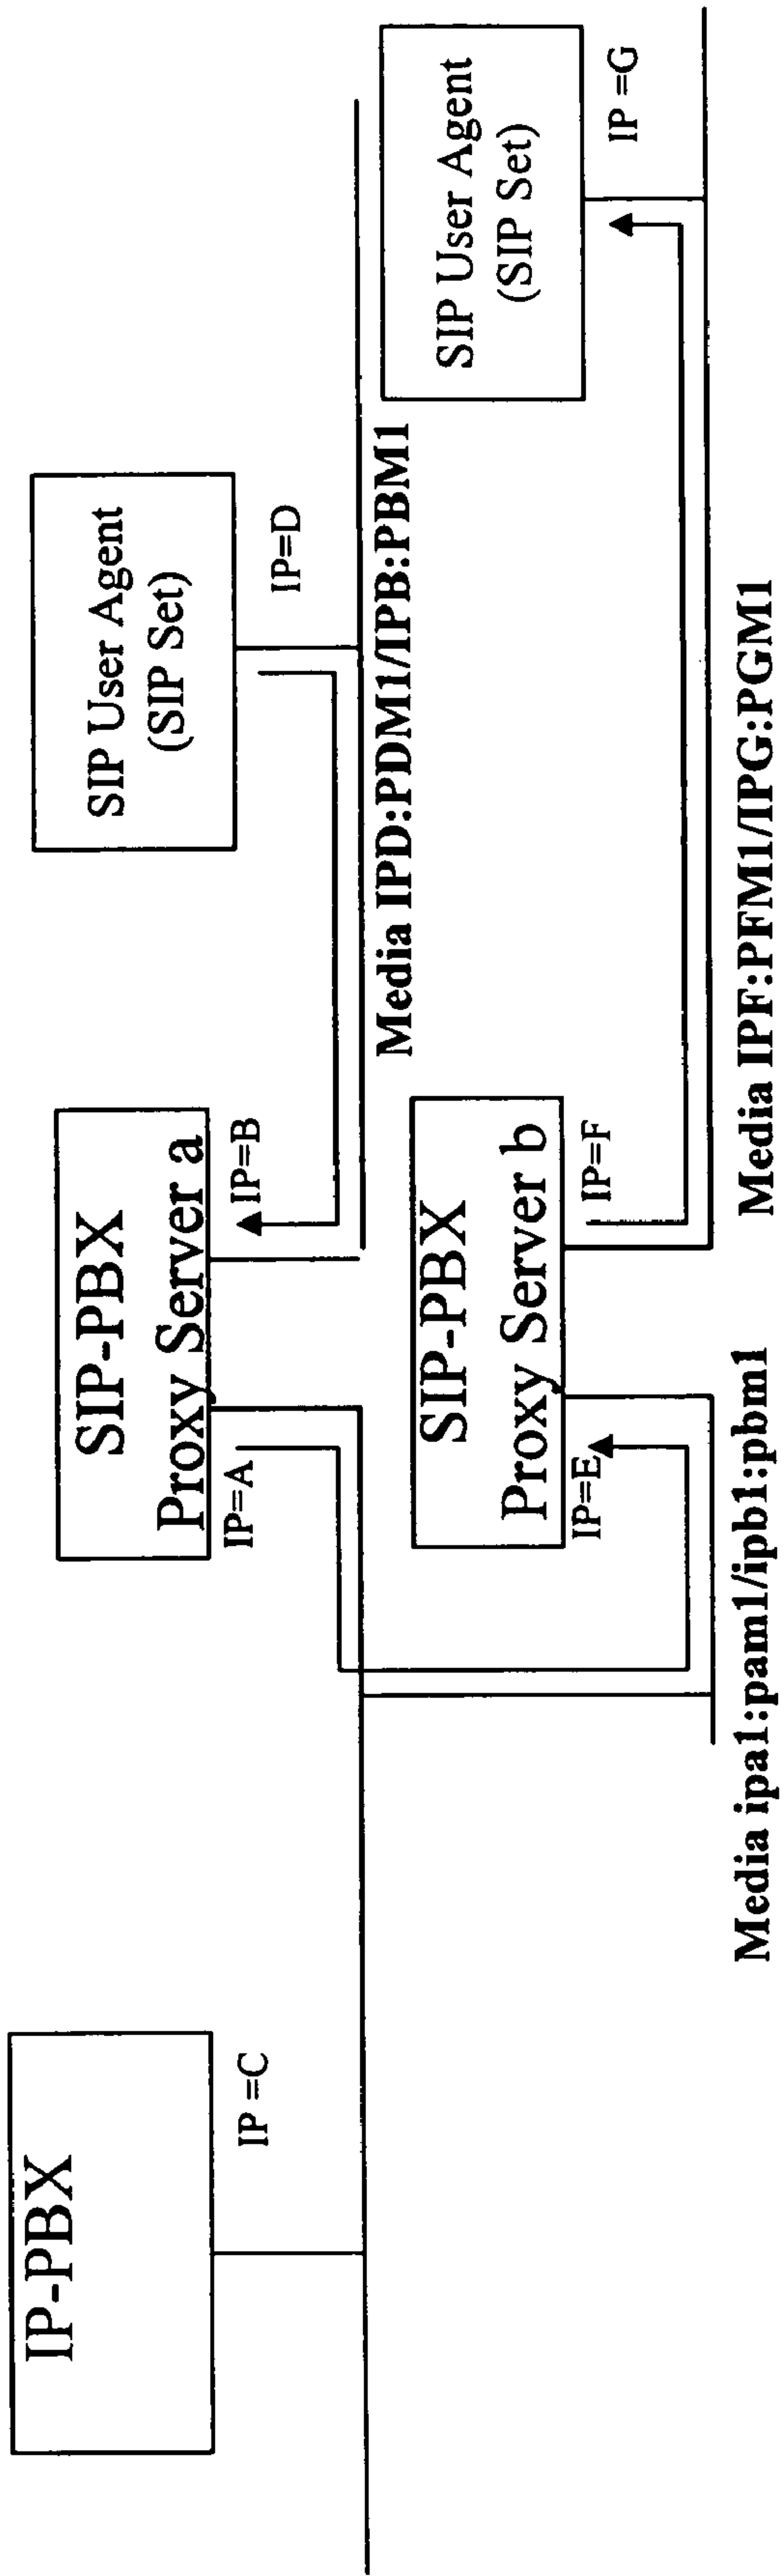 IP-PBX
IP =C
SIP-PBX
Proxy Server a
IP=A
IP=B
SIP User Agent
(SIP Set)
IP=D
Media IPD:PDM1/IPB:PBM1
SIP-PBX
Proxy Server b
IP=E
IP=F
SIP User Agent
(SIP Set)
IP =G
Media ipa1:pam1/ipb1:pbm1
Media IPF:PFM1/IPG:PGM1